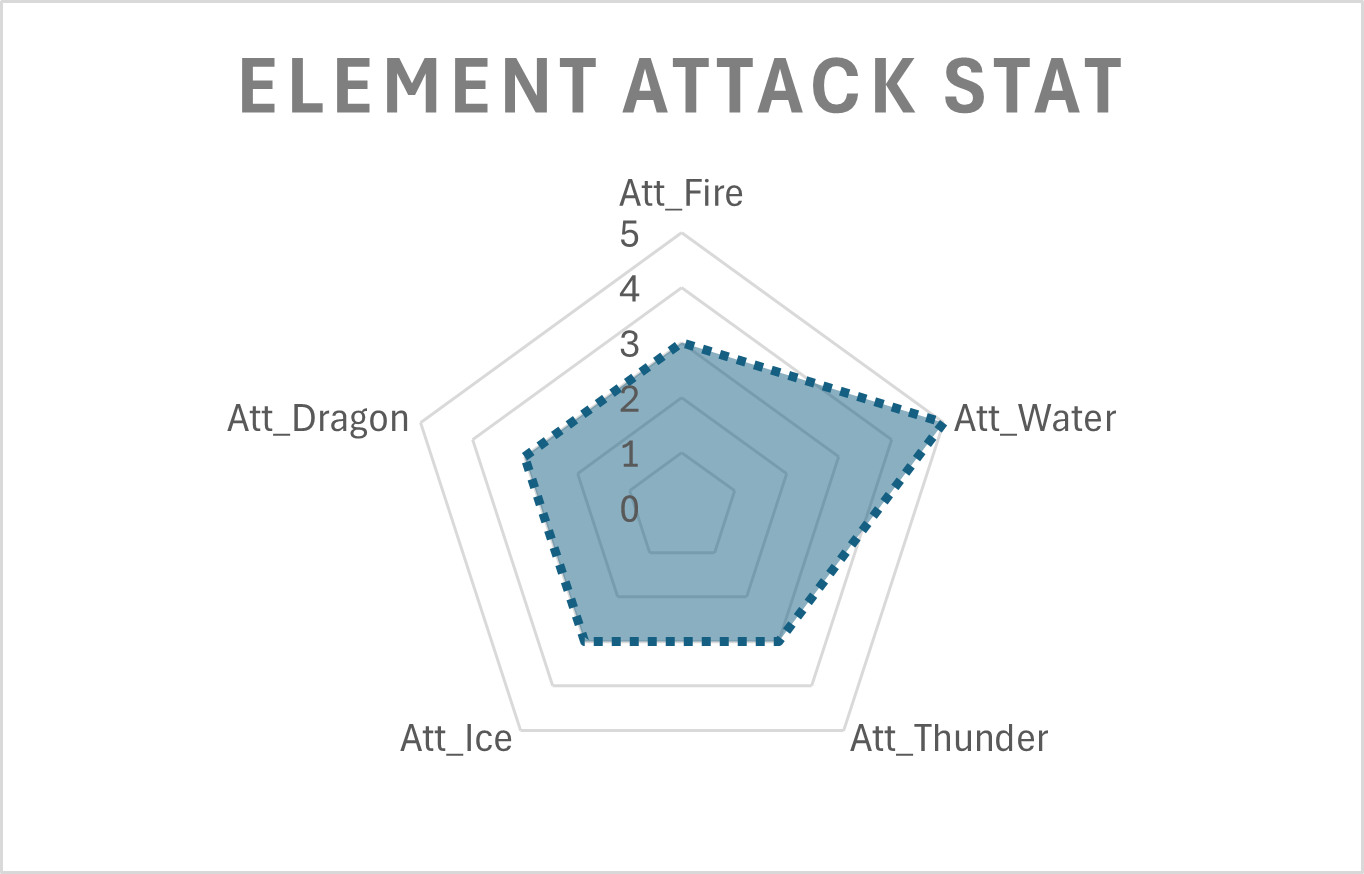 ELEMENT ATTACK STAT
Att_Fire
5
4
3
2
1
0
Att_Water
Att_Thunder
Att_Ice
Att_Dragon